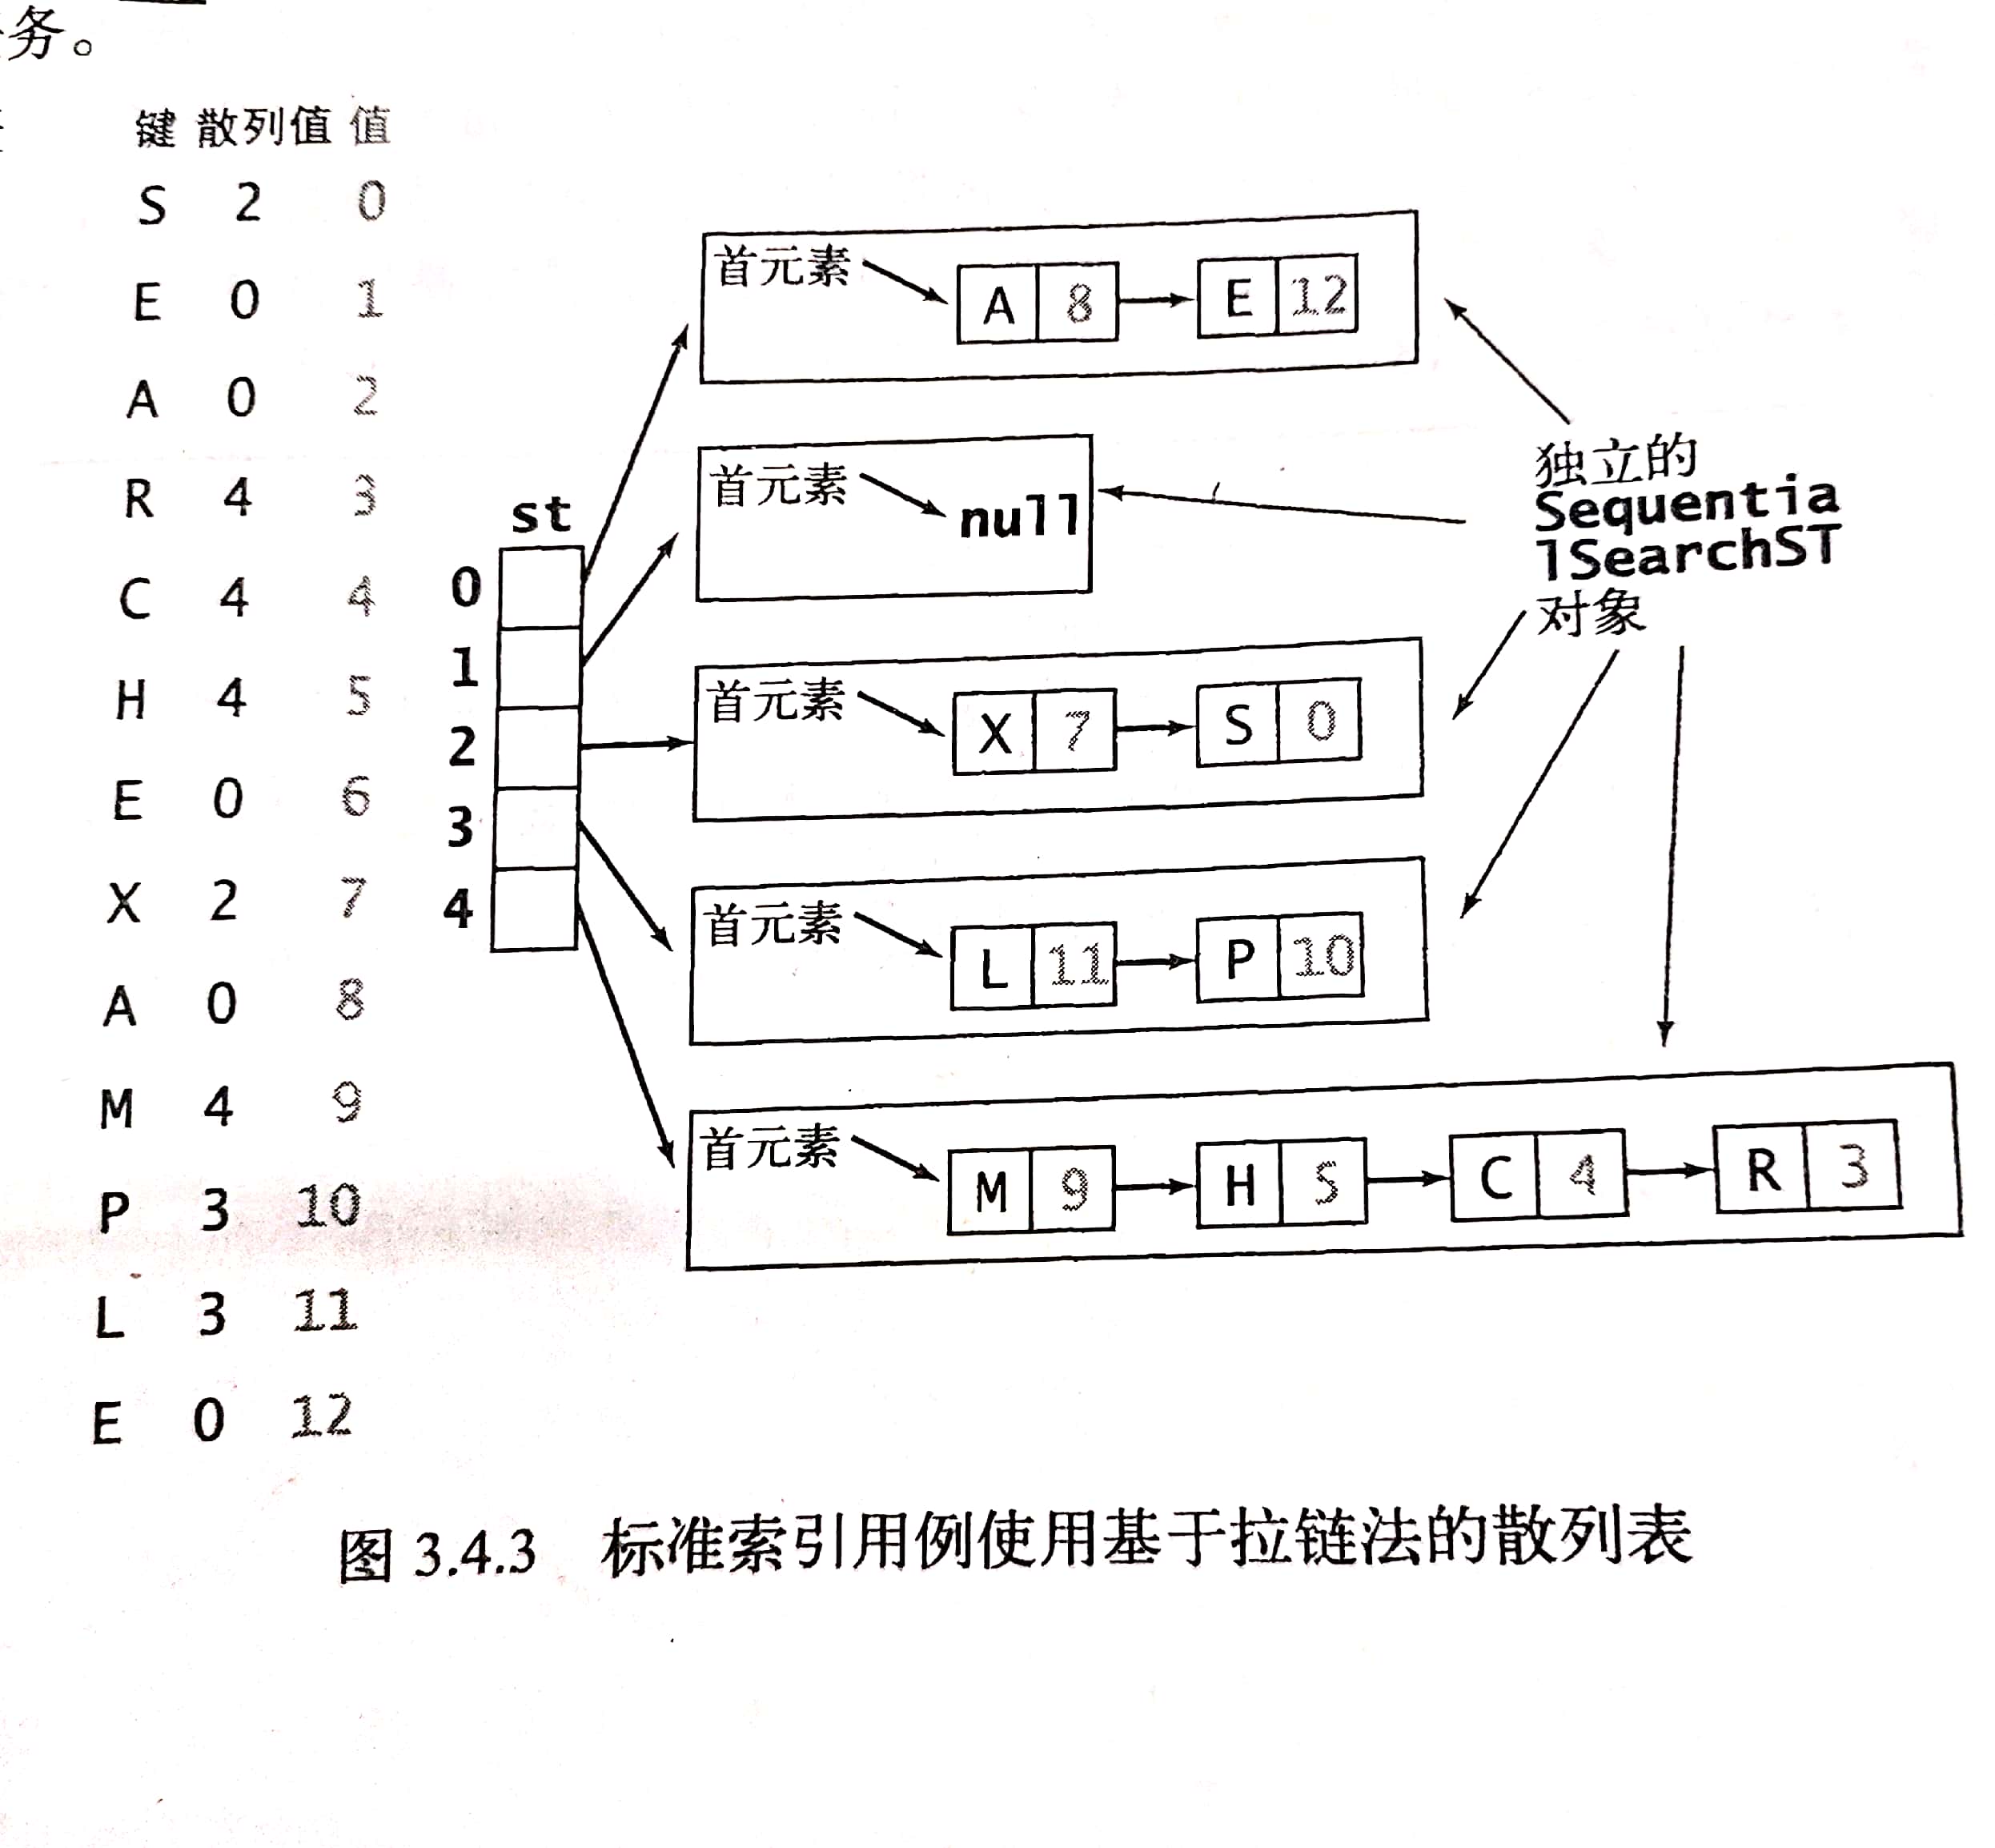 务。
键 散列值 值
S 2 0
E 0 1
A 0 2
R 4 3
C 4 4
H 4 5
E 0 6
X 2 7
A 0 8
M 4 9
P 3 10
L 3 11
E 0 12
st
0
1
2
3
4
首元素 A 8 E 12
首元素 null
首元素 X 7 S 0
首元素 L 11 P 10
首元素 M 9 H 5 C 4 R 3
独立的
Sequentia
lSearchST
对象
图 3.4.3 标准索引用例使用基于拉链法的散列表